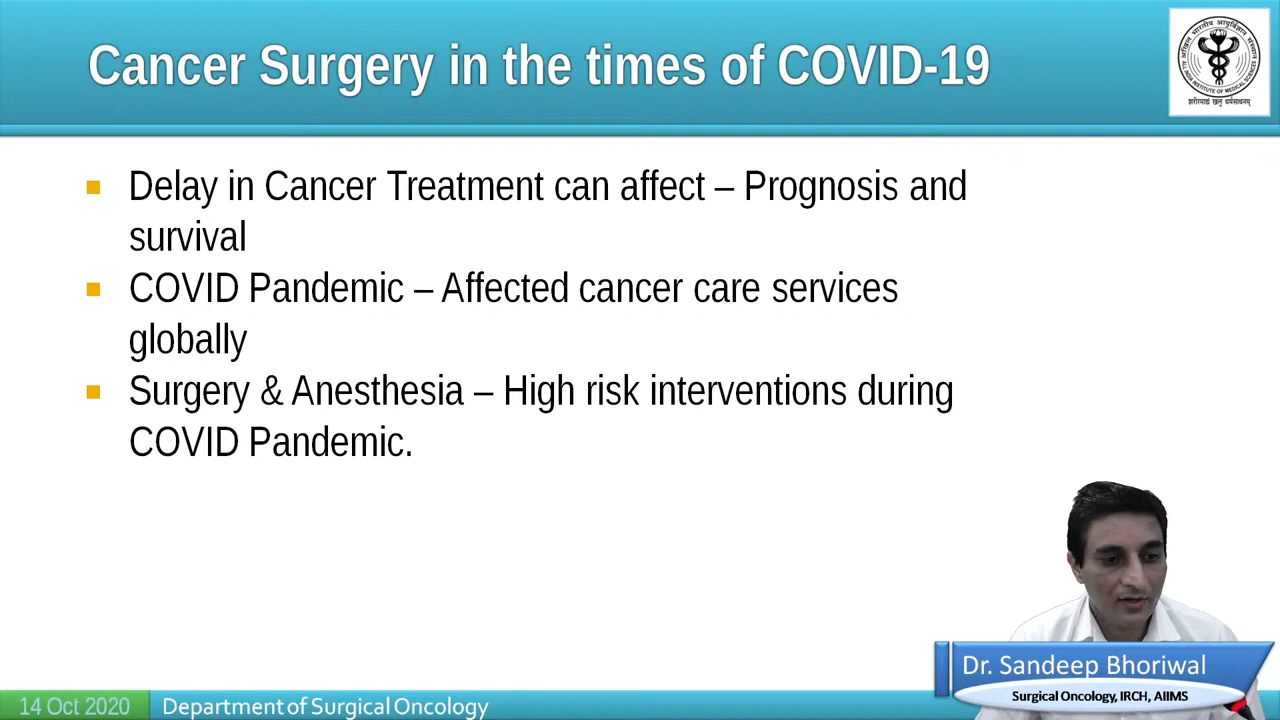 Cancer Surgery in the times of COVID-19
Delay in Cancer Treatment can affect – Prognosis and
survival
COVID Pandemic – Affected cancer care services
globally
Surgery & Anesthesia – High risk interventions during
COVID Pandemic.
Dr. Sandeep Bhoriwal
Surgical Oncology, IRCH, AIIMS
14 Oct 2020
Department of Surgical Oncology